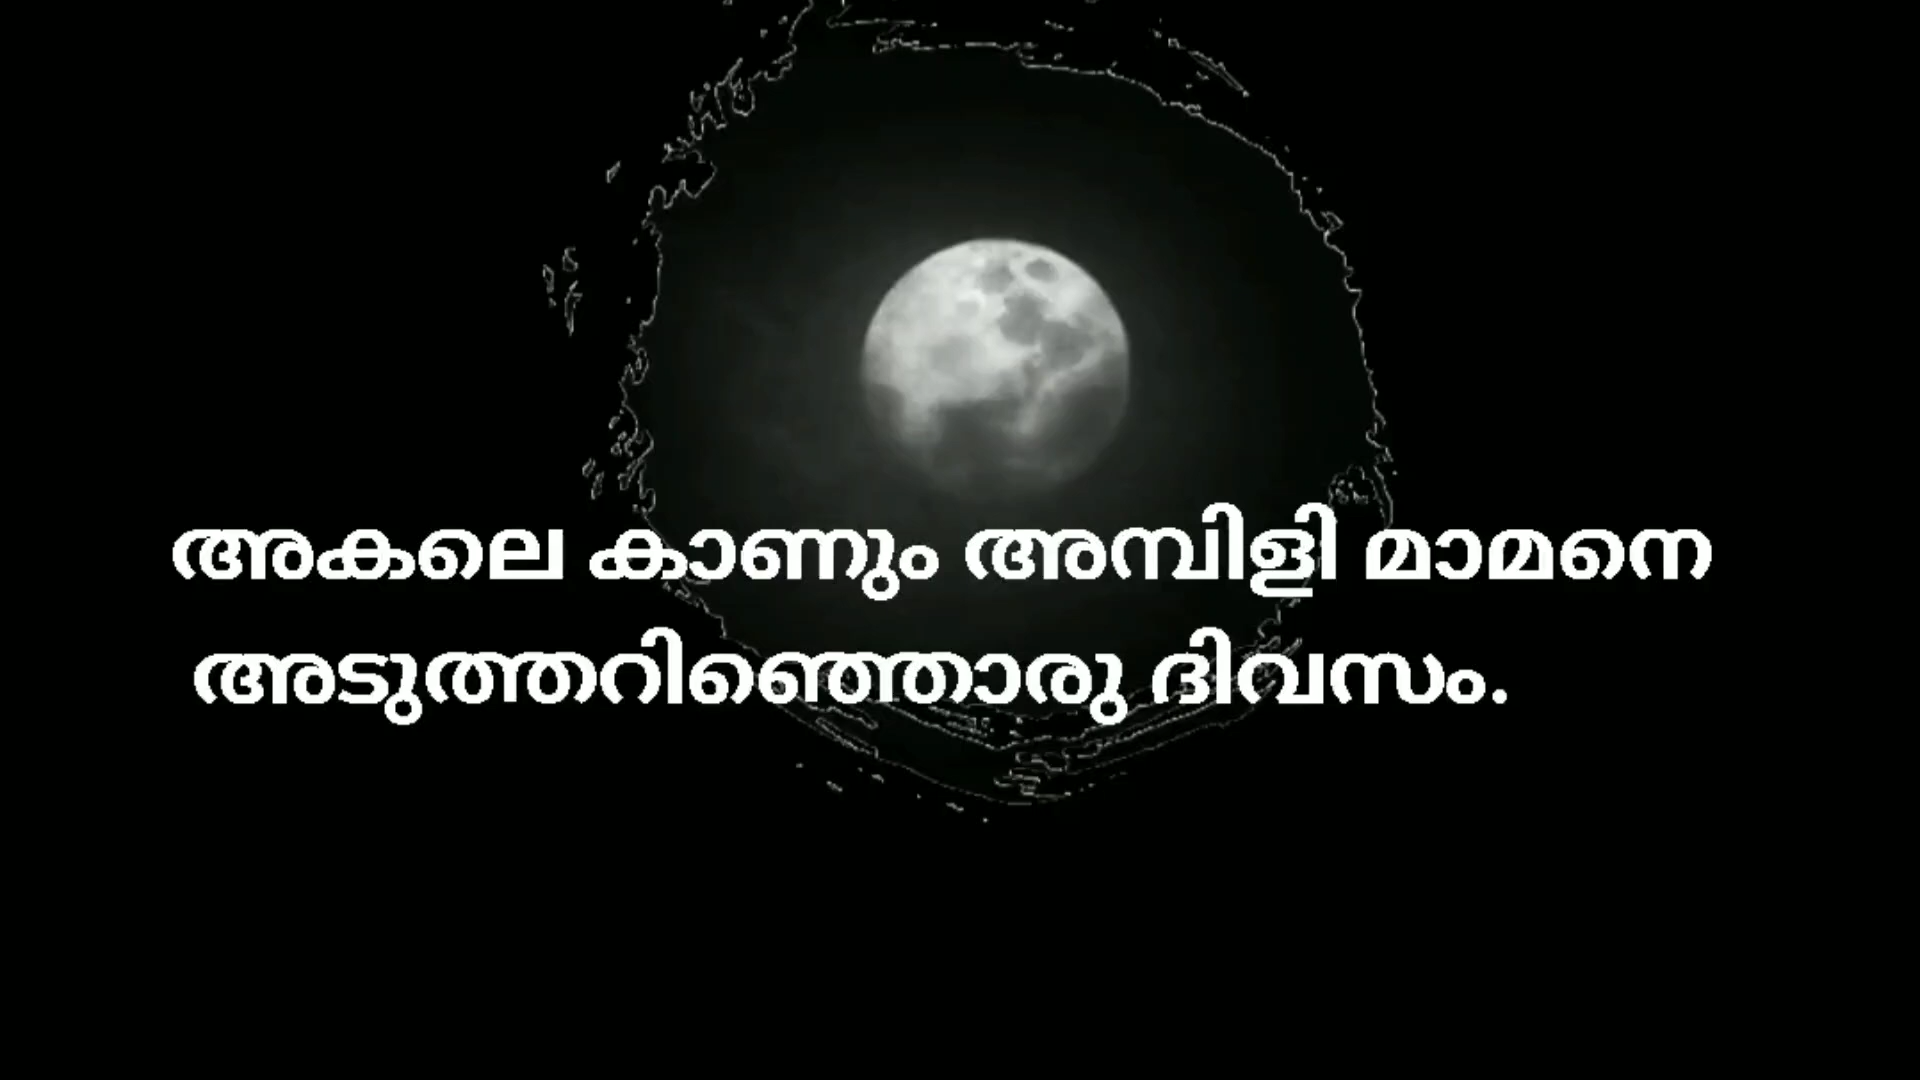 അകലെ കാണും അമ്പിളി മാമനെ
അടുത്തറിഞ്ഞൊരു ദിവസം.